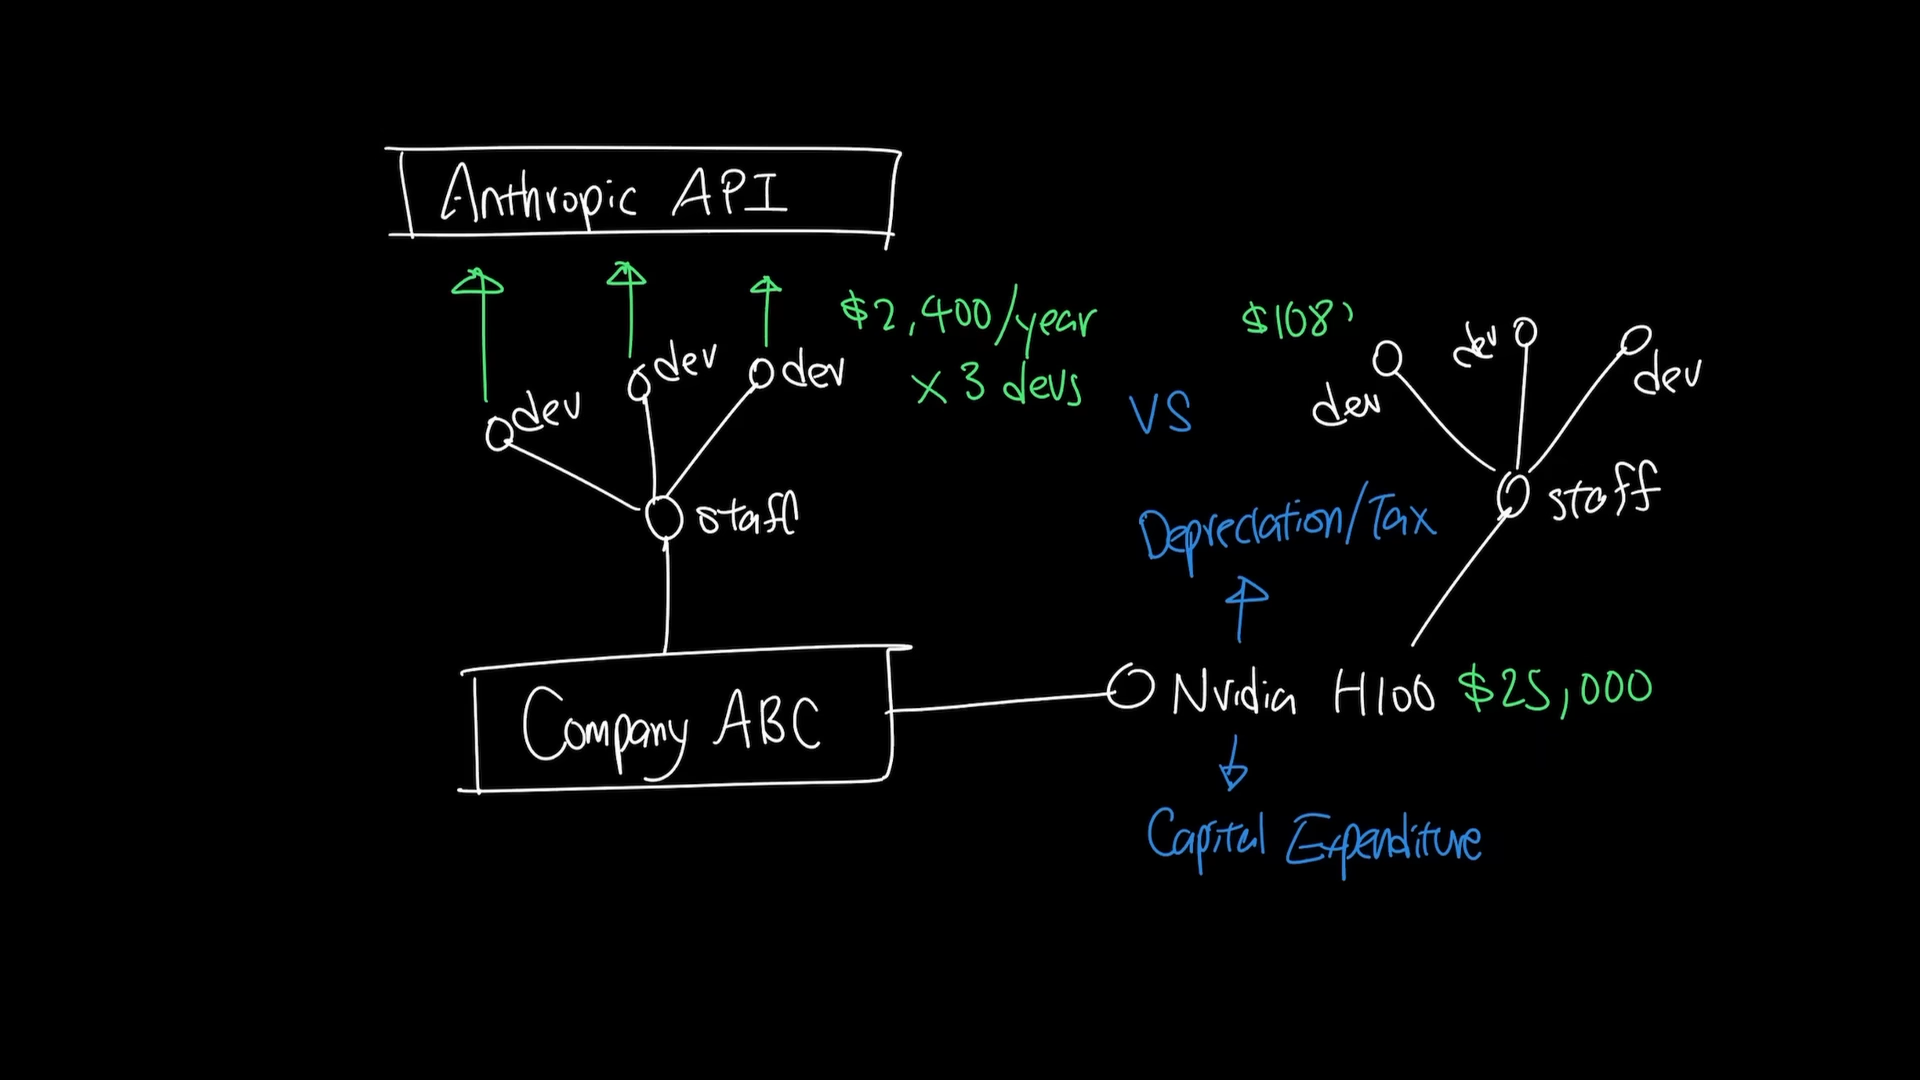 Anthropic API
$2,400/year
x 3 devs
$108
dev
dev
dev
dev
dev
dev
VS
staff
staff
Depreciation/Tax
Company ABC
Nvidia H100 $25,000
Capital Expenditure